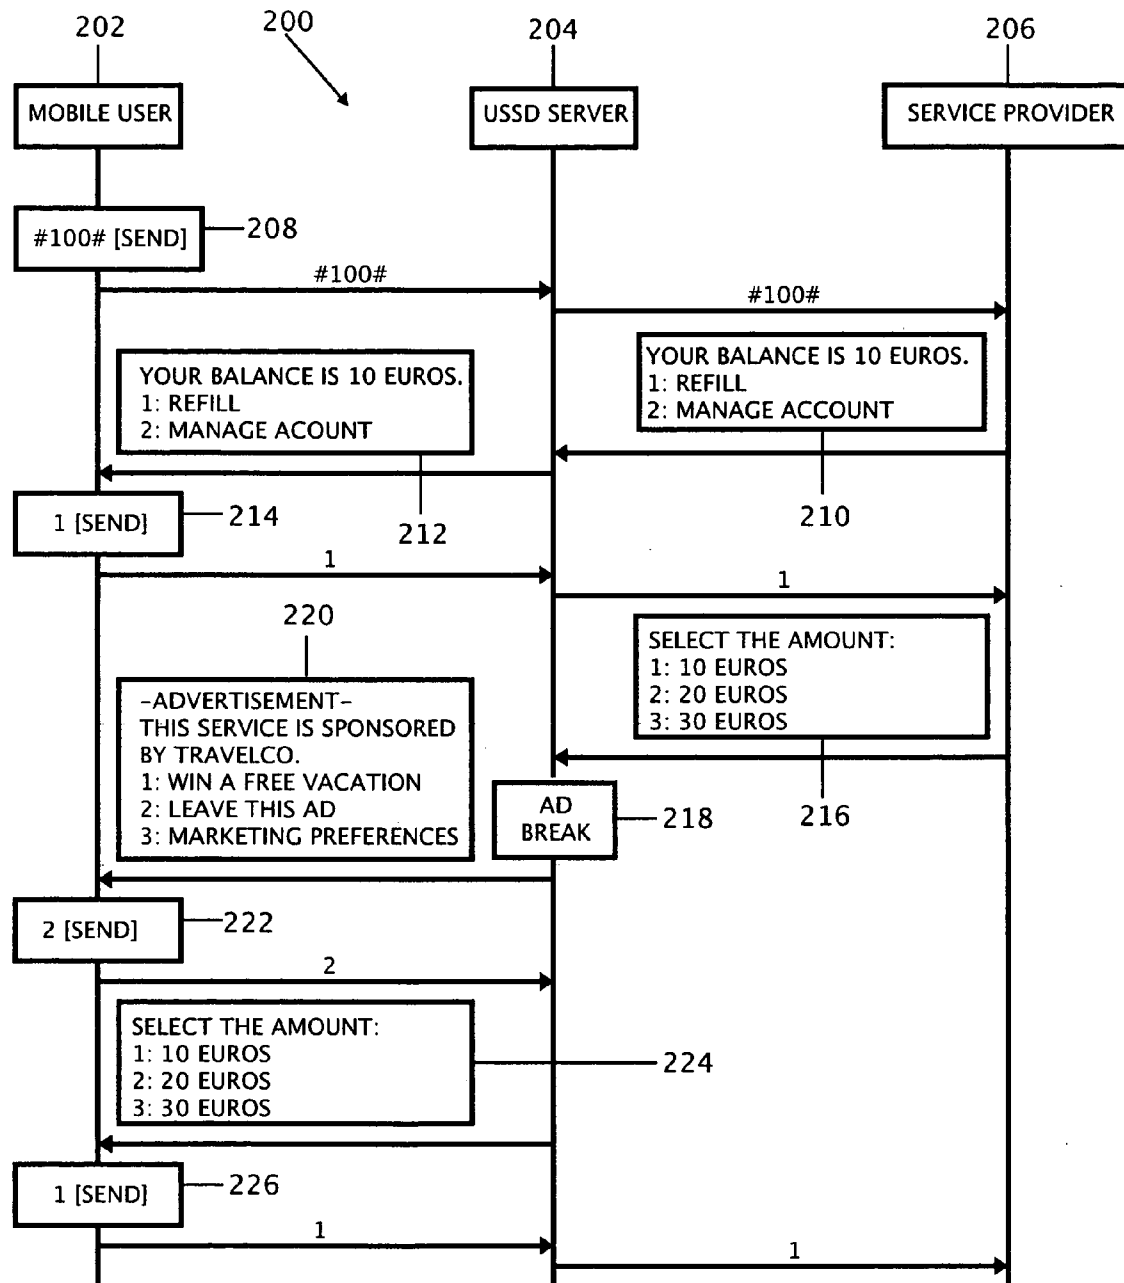 202
200
204
206
MOBILE USER
USSD SERVER
SERVICE PROVIDER
#100# [SEND]
208
#100#
#100#
YOUR BALANCE IS 10 EUROS.
1: REFILL
2: MANAGE ACOUNT
YOUR BALANCE IS 10 EUROS.
1: REFILL
2: MANAGE ACCOUNT
1 [SEND]
214
212
210
1
1
220
SELECT THE AMOUNT:
1: 10 EUROS
2: 20 EUROS
3: 30 EUROS
-ADVERTISEMENT-
THIS SERVICE IS SPONSORED
BY TRAVELCO.
1: WIN A FREE VACATION
2: LEAVE THIS AD
3: MARKETING PREFERENCES
AD
BREAK
218
216
2 [SEND]
222
2
SELECT THE AMOUNT:
1: 10 EUROS
2: 20 EUROS
3: 30 EUROS
224
1 [SEND]
226
1
1